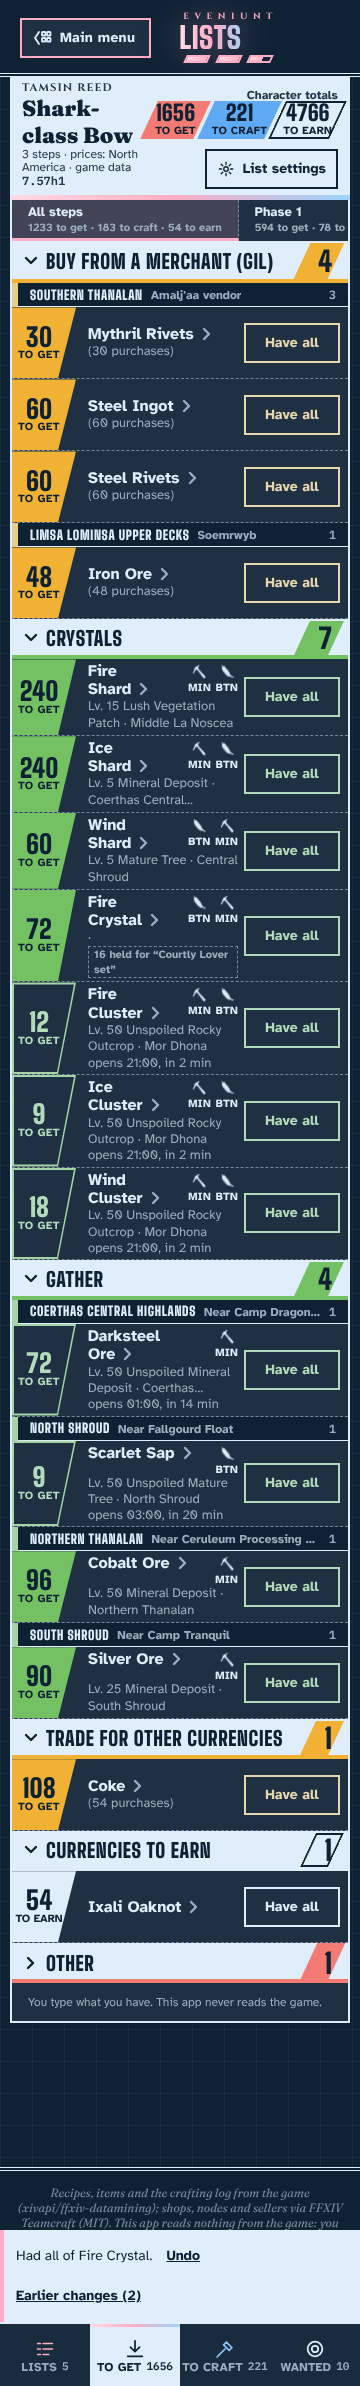 Main menu
EVENIUNT
LISTS
TAMSIN REED
Shark-
class Bow
3 steps · prices: North
America · game data
7.57h1
Character totals
1656
TO GET
221
TO CRAFT
4766
TO EARN
List settings
All steps
1233 to get · 183 to craft · 54 to earn
Phase 1
594 to get · 78 to
BUY FROM A MERCHANT (GIL)
4
SOUTHERN THANALAN Amalj'aa vendor 3
30
TO GET
Mythril Rivets
(30 purchases)
Have all
60
TO GET
Steel Ingot
(60 purchases)
Have all
60
TO GET
Steel Rivets
(60 purchases)
Have all
LIMSA LOMINSA UPPER DECKS Soemrwyb 1
48
TO GET
Iron Ore
(48 purchases)
Have all
CRYSTALS
7
240
TO GET
Fire
Shard
MIN BTN
Lv. 15 Lush Vegetation
Patch · Middle La Noscea
Have all
240
TO GET
Ice
Shard
MIN BTN
Lv. 5 Mineral Deposit ·
Coerthas Central...
Have all
60
TO GET
Wind
Shard
BTN MIN
Lv. 5 Mature Tree · Central
Shroud
Have all
72
TO GET
Fire
Crystal
BTN MIN
·
16 held for “Courtly Lover
set”
Have all
12
TO GET
Fire
Cluster
MIN BTN
Lv. 50 Unspoiled Rocky
Outcrop · Mor Dhona
opens 21:00, in 2 min
Have all
9
TO GET
Ice
Cluster
MIN BTN
Lv. 50 Unspoiled Rocky
Outcrop · Mor Dhona
opens 21:00, in 2 min
Have all
18
TO GET
Wind
Cluster
MIN BTN
Lv. 50 Unspoiled Rocky
Outcrop · Mor Dhona
opens 21:00, in 2 min
Have all
GATHER
4
COERTHAS CENTRAL HIGHLANDS Near Camp Dragon... 1
72
TO GET
Darksteel
Ore
MIN
Lv. 50 Unspoiled Mineral
Deposit · Coerthas...
opens 01:00, in 14 min
Have all
NORTH SHROUD Near Fallgourd Float 1
9
TO GET
Scarlet Sap
BTN
Lv. 50 Unspoiled Mature
Tree · North Shroud
opens 03:00, in 20 min
Have all
NORTHERN THANALAN Near Ceruleum Processing ... 1
96
TO GET
Cobalt Ore
MIN
Lv. 50 Mineral Deposit ·
Northern Thanalan
Have all
SOUTH SHROUD Near Camp Tranquil 1
90
TO GET
Silver Ore
MIN
Lv. 25 Mineral Deposit ·
South Shroud
Have all
TRADE FOR OTHER CURRENCIES
1
108
TO GET
Coke
(54 purchases)
Have all
CURRENCIES TO EARN
1
54
TO EARN
Ixali Oaknot
Have all
OTHER
1
You type what you have. This app never reads the game.
Recipes, items and the crafting log from the game
(xivapi/ffxiv-datamining); shops, nodes and sellers via FFXIV
Teamcraft (MIT). This app reads nothing from the game: you
Had all of Fire Crystal. Undo
Earlier changes (2)
LISTS 5
TO GET 1656
TO CRAFT 221
WANTED 10